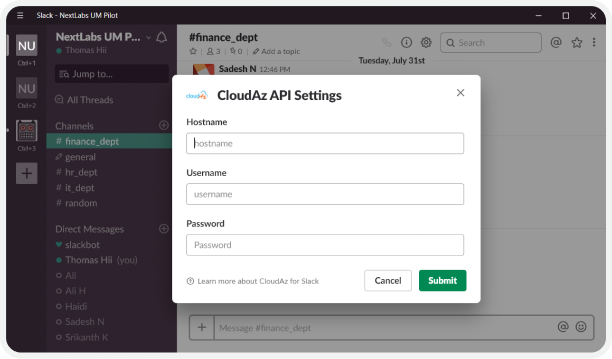 Slack - NextLabs UM Pilot
NU
Ctrl+1
NU
Ctrl+2
Ctrl+3
NextLabs UM P...
Thomas Hii
Jump to...
All Threads
Channels
# finance_dept
general
# hr_dept
# it_dept
# random
Direct Messages
slackbot
Thomas Hii (you)
Ali
Ali H
Haidi
Sadesh N
Srikanth K
#finance_dept
3
0
Add a topic
Search
Tuesday, July 31st
Sadesh N 12:46 PM
cloudaz
CloudAz API Settings
Hostname
hostname
Username
username
Password
Password
Learn more about CloudAz for Slack
Cancel
Submit
Message #finance_dept